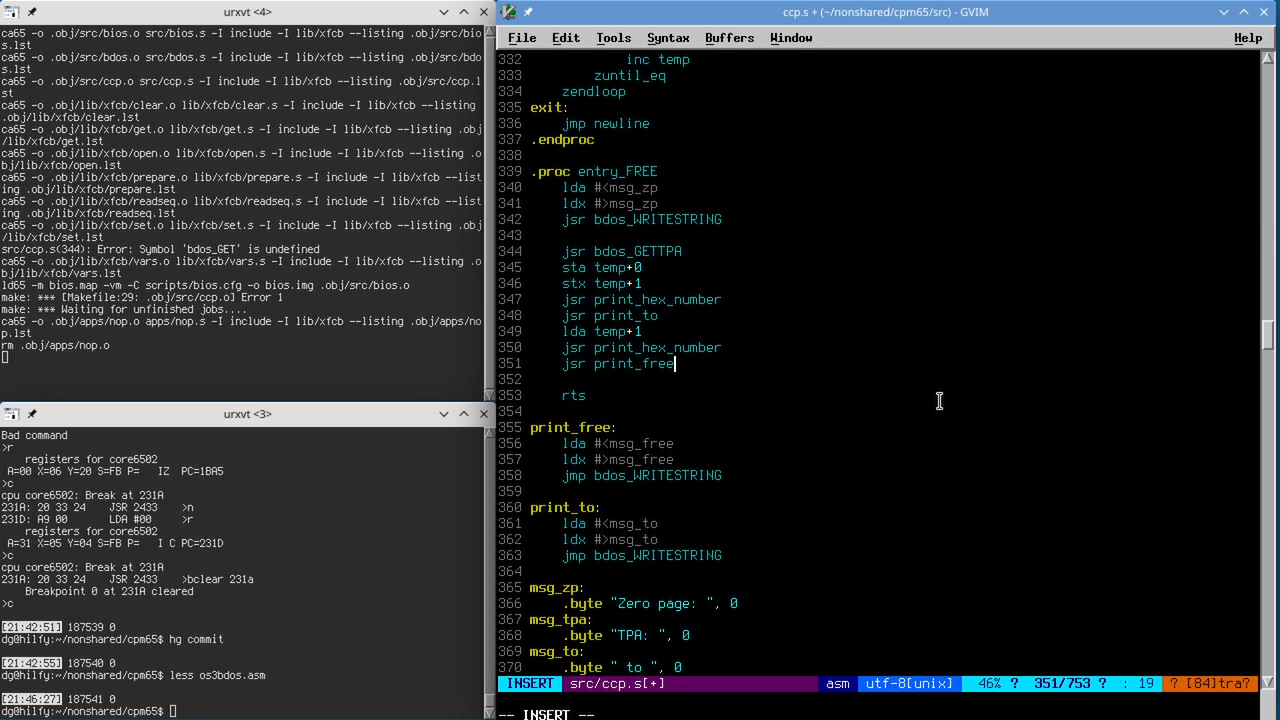 urxvt <4>
ca65 -o .obj/src/bios.o src/bios.s -I include -I lib/xfcb --listing .obj/src/bio
s.lst
ca65 -o .obj/src/bdos.o src/bdos.s -I include -I lib/xfcb --listing .obj/src/bdo
s.lst
ca65 -o .obj/src/ccp.o src/ccp.s -I include -I lib/xfcb --listing .obj/src/ccp.l
st
ca65 -o .obj/lib/xfcb/clear.o lib/xfcb/clear.s -I include -I lib/xfcb --listing
.obj/lib/xfcb/clear.lst
ca65 -o .obj/lib/xfcb/get.o lib/xfcb/get.s -I include -I lib/xfcb --listing .obj
/lib/xfcb/get.lst
ca65 -o .obj/lib/xfcb/open.o lib/xfcb/open.s -I include -I lib/xfcb --listing .o
bj/lib/xfcb/open.lst
ca65 -o .obj/lib/xfcb/prepare.o lib/xfcb/prepare.s -I include -I lib/xfcb --list
ing .obj/lib/xfcb/prepare.lst
ca65 -o .obj/lib/xfcb/readseq.o lib/xfcb/readseq.s -I include -I lib/xfcb --list
ing .obj/lib/xfcb/readseq.lst
ca65 -o .obj/lib/xfcb/set.o lib/xfcb/set.s -I include -I lib/xfcb --listing .obj
/lib/xfcb/set.lst
src/ccp.s(344): Error: Symbol 'bdos_GET' is undefined
ca65 -o .obj/lib/xfcb/vars.o lib/xfcb/vars.s -I include -I lib/xfcb --listing .o
bj/lib/xfcb/vars.lst
ld65 -m bios.map -vm -C scripts/bios.cfg -o bios.img .obj/src/bios.o
make: *** [Makefile:29: .obj/src/ccp.o] Error 1
make: *** Waiting for unfinished jobs....
ca65 -o .obj/apps/nop.o apps/nop.s -I include -I lib/xfcb --listing .obj/apps/no
p.lst
rm .obj/apps/nop.o
urxvt <3>
Bad command
>r
registers for core6502
A=00 X=06 Y=20 S=FB P=   IZ  PC=1BA5
>c
cpu core6502: Break at 231A
231A: 20 33 24    JSR 2433    >n
231D: A9 00       LDA #00     >r
registers for core6502
A=31 X=05 Y=04 S=FB P=   I C PC=231D
>c
cpu core6502: Break at 231A
231A: 20 33 24    JSR 2433    >bclear 231a
Breakpoint 0 at 231A cleared
>c
[21:42:51] 187539 0
dg@hilfy:~/nonshared/cpm65$ hg commit
[21:42:55] 187540 0
dg@hilfy:~/nonshared/cpm65$ less os3bdos.asm
[21:46:27] 187541 0
dg@hilfy:~/nonshared/cpm65$
ccp.s + (~/nonshared/cpm65/src) - GVIM
File Edit Tools Syntax Buffers Window Help
332             inc temp
333         zuntil_eq
334     zendloop
335 exit:
336     jmp newline
337 .endproc
338
339 .proc entry_FREE
340     lda #<msg_zp
341     ldx #>msg_zp
342     jsr bdos_WRITESTRING
343
344     jsr bdos_GETTPA
345     sta temp+0
346     stx temp+1
347     jsr print_hex_number
348     jsr print_to
349     lda temp+1
350     jsr print_hex_number
351     jsr print_free
352
353     rts
354
355 print_free:
356     lda #<msg_free
357     ldx #>msg_free
358     jmp bdos_WRITESTRING
359
360 print_to:
361     lda #<msg_to
362     ldx #>msg_to
363     jmp bdos_WRITESTRING
364
365 msg_zp:
366     .byte "Zero page: ", 0
367 msg_tpa:
368     .byte "TPA: ", 0
369 msg_to:
370     .byte " to ", 0
INSERT src/ccp.s[+] asm utf-8[unix] 46% ? 351/753 ? : 19 ? [84]tra?
-- INSERT --